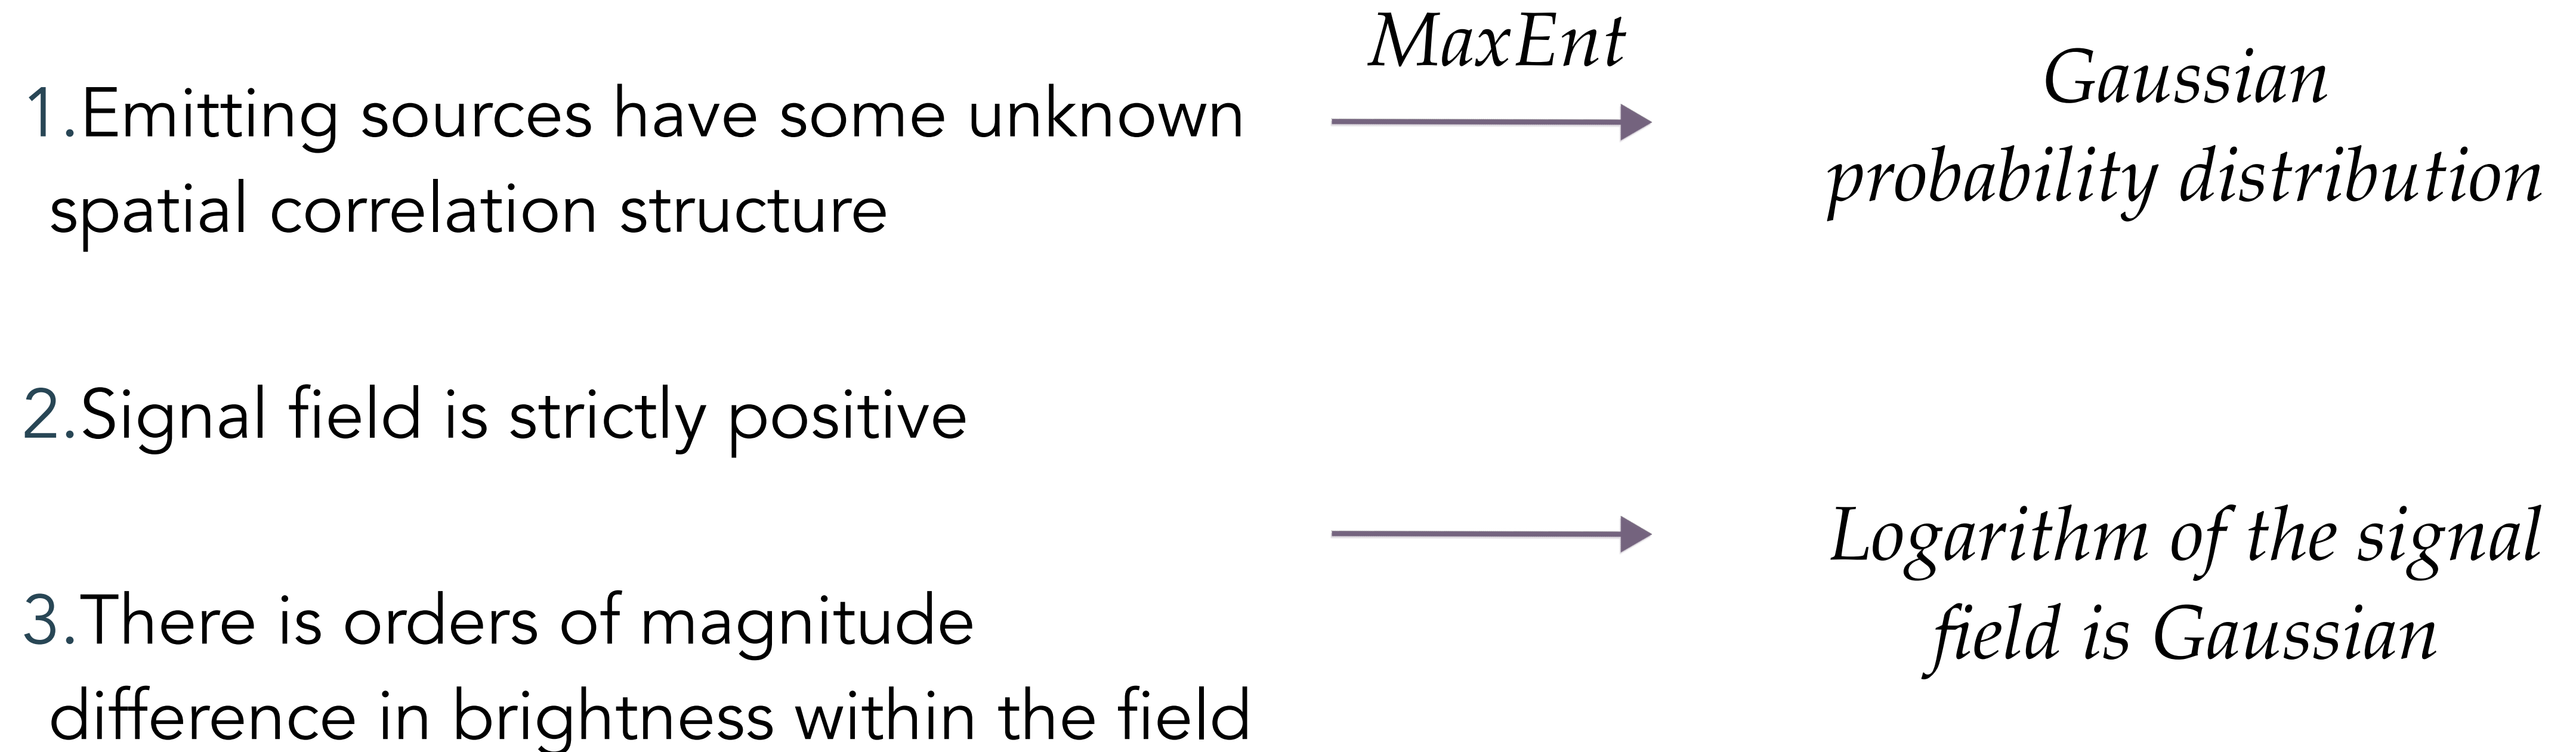 MaxEnt
1.Emitting sources have some unknown
spatial correlation structure
Gaussian
probability distribution
2.Signal field is strictly positive
3.There is orders of magnitude
difference in brightness within the field
Logarithm of the signal
field is Gaussian